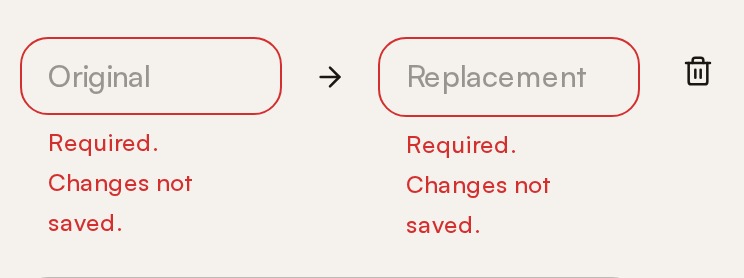 Original → Replacement
Required.
Changes not
saved.
Required.
Changes not
saved.